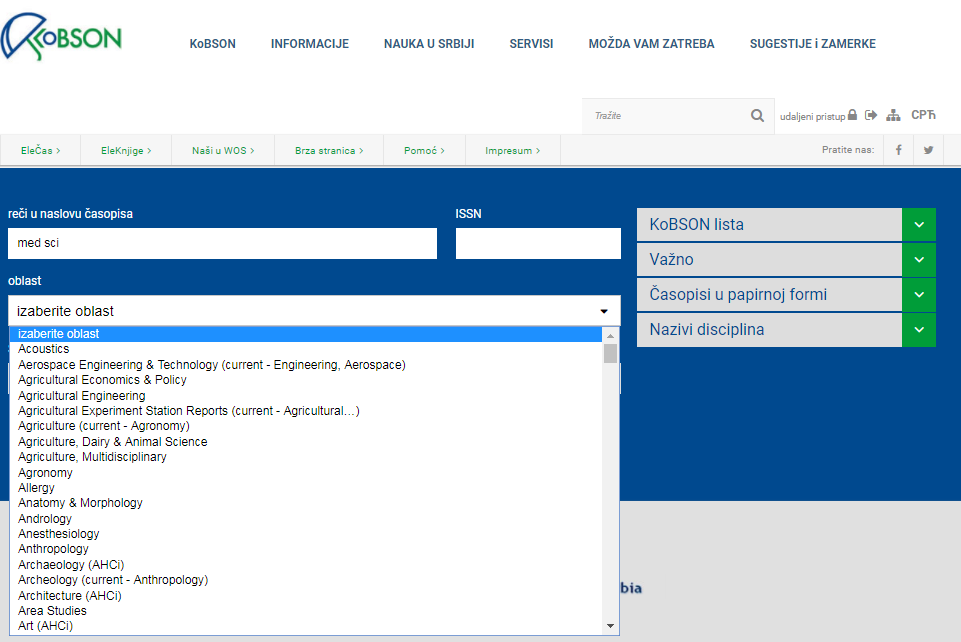 KoBSON
KoBSON INFORMACIJE NAUKA U SRBIJI SERVISI MOŽDA VAM ZATREBA SUGESTIJE i ZAMERKE
Tražite
udaljeni pristup
СРЋ
EleČas > EleKnjige > Naši u WOS > Brza stranica > Pomoć > Impresum >
Pratite nas:
reči u naslovu časopisa
ISSN
med sci
oblast
izaberite oblast
izaberite oblast
Acoustics
Aerospace Engineering & Technology (current - Engineering, Aerospace)
Agricultural Economics & Policy
Agricultural Engineering
Agricultural Experiment Station Reports (current - Agricultural…)
Agriculture (current - Agronomy)
Agriculture, Dairy & Animal Science
Agriculture, Multidisciplinary
Agronomy
Allergy
Anatomy & Morphology
Andrology
Anesthesiology
Anthropology
Archaeology (AHCi)
Archeology (current - Anthropology)
Architecture (AHCi)
Area Studies
Art (AHCi)
KoBSON lista
Važno
Časopisi u papirnoj formi
Nazivi disciplina
bia